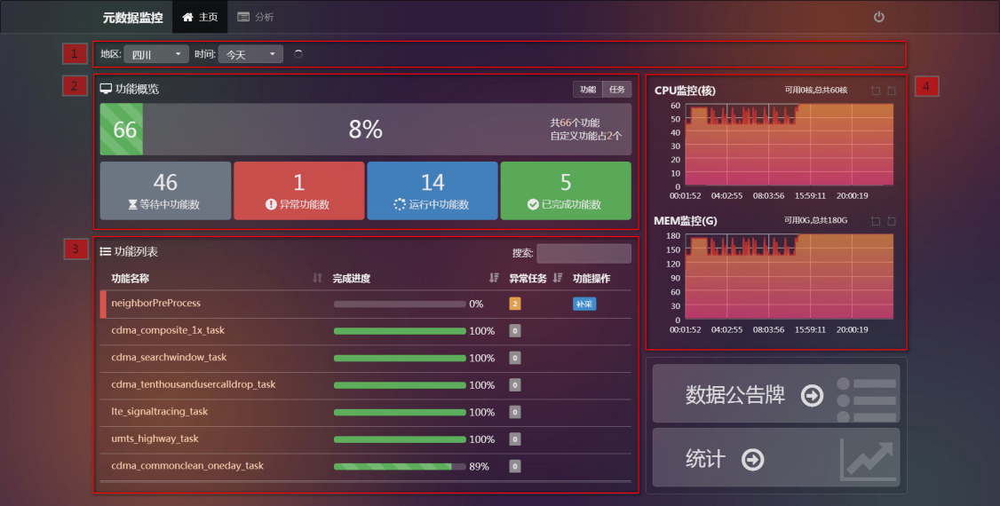 元数据监控 主页 分析
1 地区: 四川 时间: 今天
2 功能概览 功能 任务
66 8% 共66个功能
自定义功能占2个
46 1 14 5
等待中功能数 异常功能数 运行中功能数 已完成功能数
3 功能列表 搜索:
功能名称 完成进度 异常任务 功能操作
neighborPreProcess 0% 2 补采
cdma_composite_1x_task 100% 0
cdma_searchwindow_task 100% 0
cdma_tenthousandusercalldrop_task 100% 0
lte_signaltracing_task 100% 0
umts_highway_task 100% 0
cdma_commonclean_oneday_task 89% 0
4
CPU监控(核) 可用0核,总共60核
60
50
40
30
20
10
0
00:01:52 04:02:55 08:03:56 15:59:11 20:00:19
MEM监控(G) 可用0G,总共180G
180
150
120
90
60
30
0
00:01:52 04:02:55 08:03:56 15:59:11 20:00:19
数据公告牌
统计